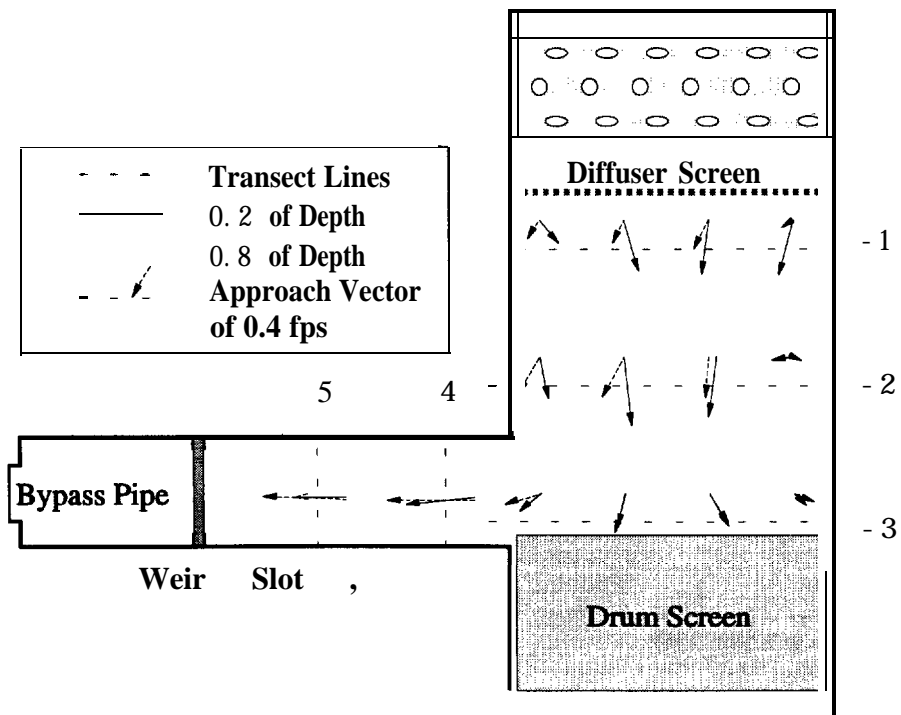 Transect Lines
0.2 of Depth
0.8 of Depth
Approach Vector
of 0.4 fps
Diffuser Screen
-1
-2
5 4
Bypass Pipe
-3
Weir Slot ,
Drum Screen